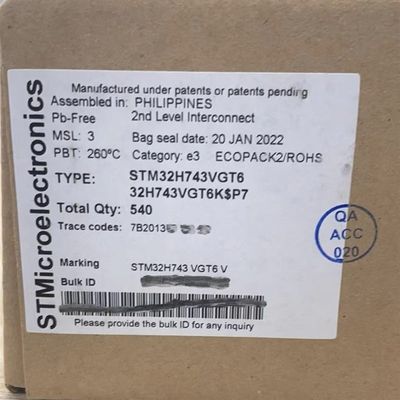 STMicroelectronics
Manufactured under patents or patents pending
Assembled in: PHILIPPINES
Pb-Free 2nd Level Interconnect
MSL: 3 Bag seal date: 20 JAN 2022
PBT: 260ºC Category: e3 ECOPACK2/ROHS
TYPE: STM32H743VGT6
32H743VGT6K$P7
Total Qty: 540
Trace codes: 7B2013
QA
ACC
020
Marking STM32H743 VGT6 V
Bulk ID
Please provide the bulk ID for any inquiry